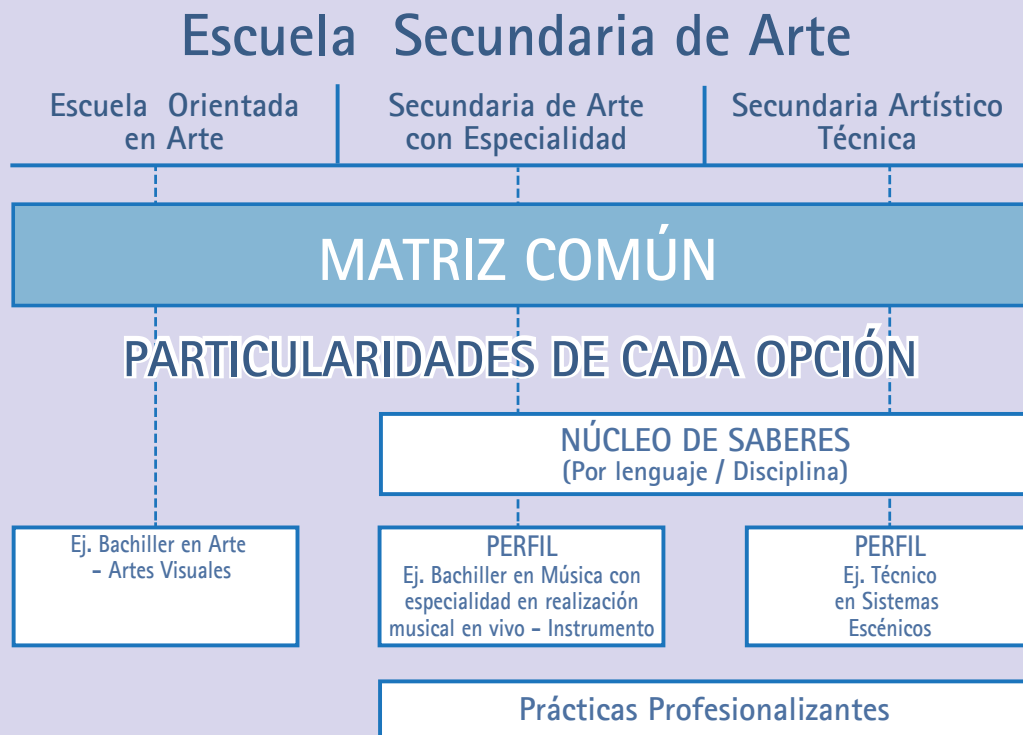 Escuela Secundaria de Arte
Escuela Orientada
en Arte
Secundaria de Arte
con Especialidad
Secundaria Artístico
Técnica
MATRIZ COMÚN
PARTICULARIDADES DE CADA OPCIÓN
NÚCLEO DE SABERES
(Por lenguaje / Disciplina)
Ej. Bachiller en Arte
- Artes Visuales
PERFIL
Ej. Bachiller en Música con
especialidad en realización
musical en vivo - Instrumento
PERFIL
Ej. Técnico
en Sistemas
Escénicos
Prácticas Profesionalizantes